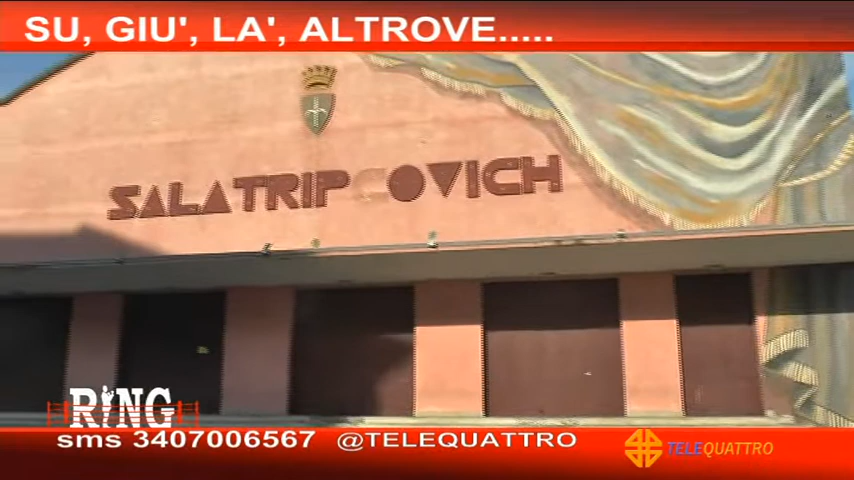 SU, GIU', LA', ALTROVE.....
SALATRIPCOVICH
RING
sms 3407006567 @TELEQUATTRO
TELEQUATTRO